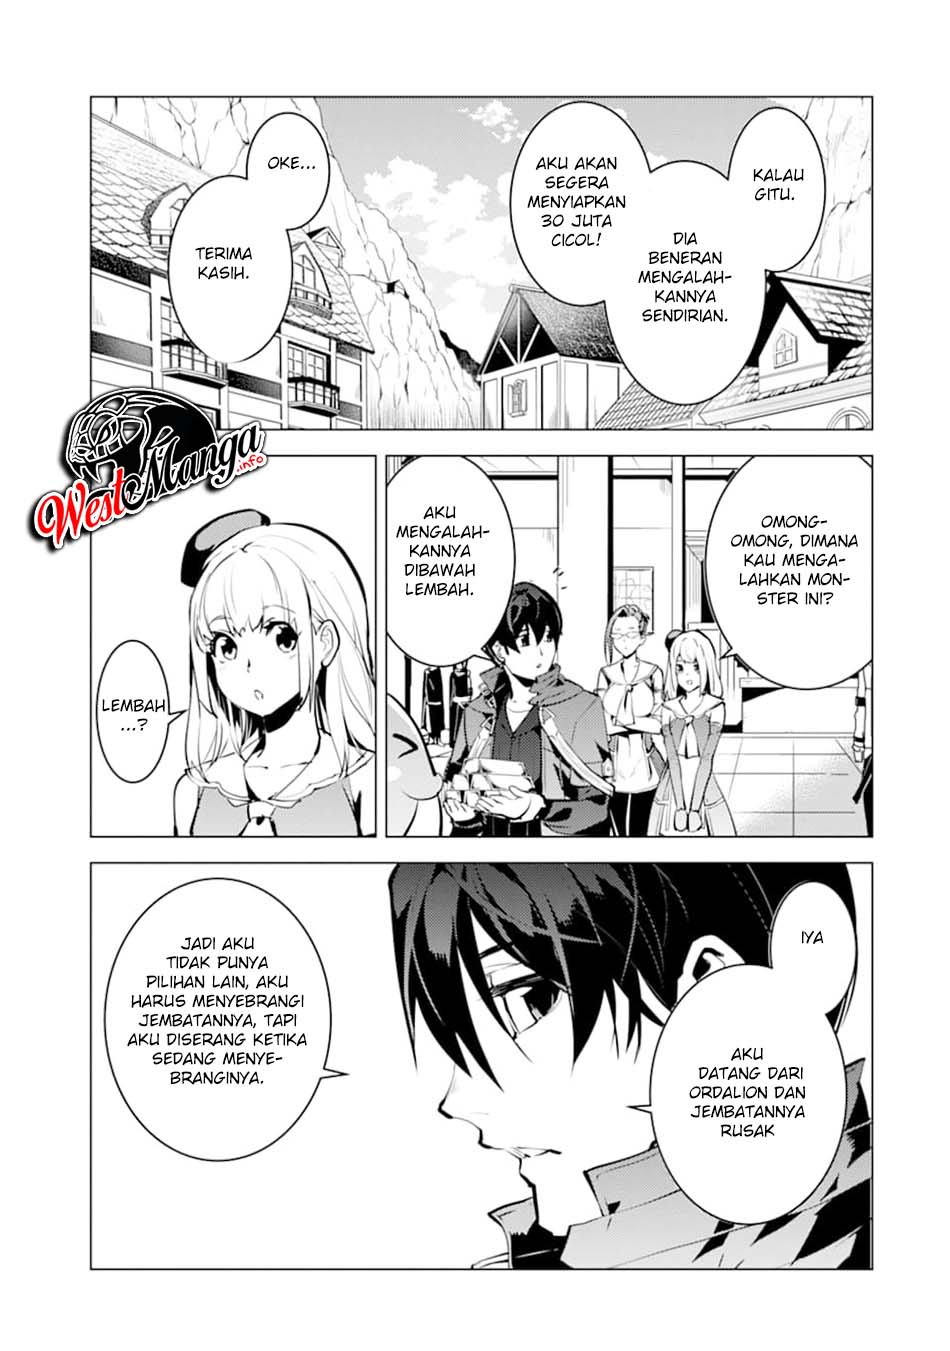 KALAU
GITU.
DIA
BENERAN
MENGALAH-
KANNYA
SENDIRIAN.
AKU AKAN
SEGERA
MENYIAPKAN
30 JUTA
CICOL!
OKE...
TERIMA
KASIH.
WestManga
.info
OMONG-
OMONG, DIMANA
KAU MENGA-
LAHKAN MON-
STER INI?
AKU
MENGALAH-
KANNYA
DIBAWAH
LEMBAH.
LEMBAH
...?
IYA
AKU
DATANG DARI
ORDALION DAN
JEMBATANNYA
RUSAK
JADI AKU
TIDAK PUNYA
PILIHAN LAIN, AKU
HARUS MENYEBRANGI
JEMBATANNYA, TAPI
AKU DISERANG KETIKA
SEDANG MENYE-
BRANGINYA.